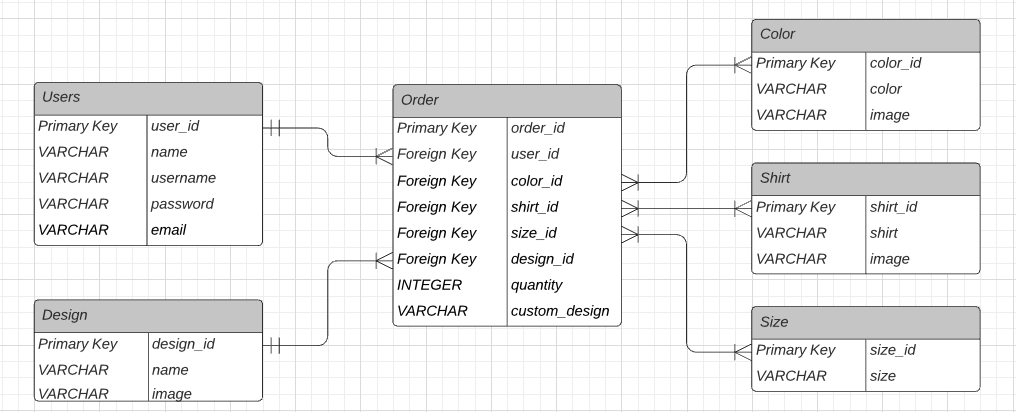 Users
Primary Key user_id
VARCHAR name
VARCHAR username
VARCHAR password
VARCHAR email
Design
Primary Key design_id
VARCHAR name
VARCHAR image
Order
Primary Key order_id
Foreign Key user_id
Foreign Key color_id
Foreign Key shirt_id
Foreign Key size_id
Foreign Key design_id
INTEGER quantity
VARCHAR custom_design
Color
Primary Key color_id
VARCHAR color
VARCHAR image
Shirt
Primary Key shirt_id
VARCHAR shirt
VARCHAR image
Size
Primary Key size_id
VARCHAR size